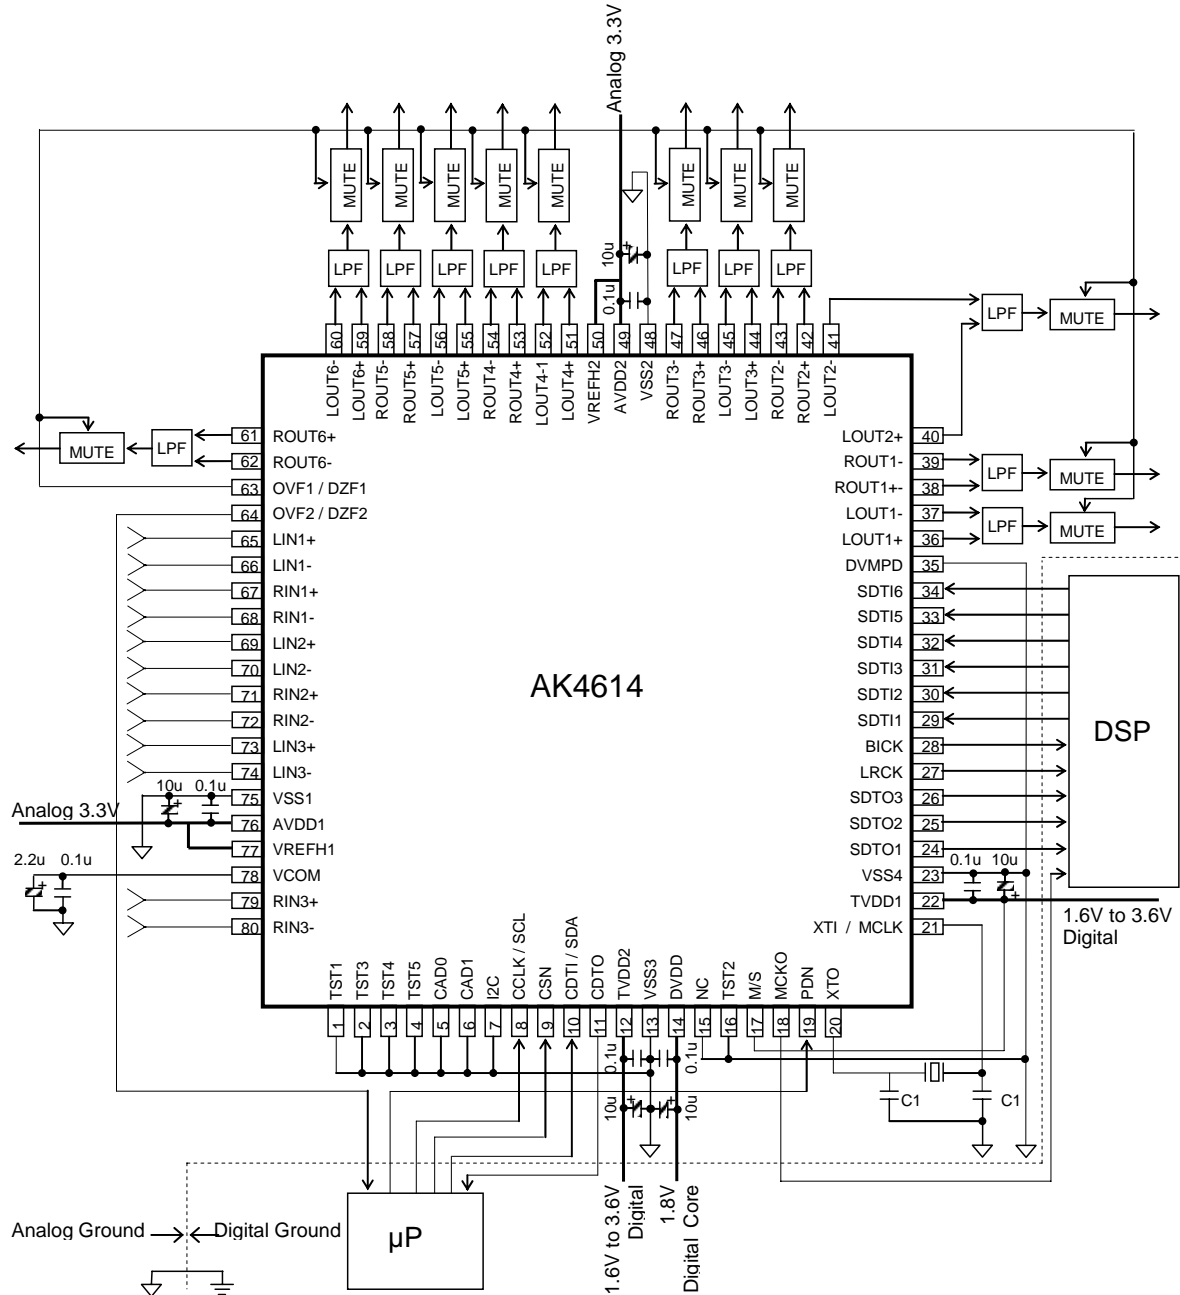 Analog 3.3V
MUTE MUTE MUTE MUTE MUTE MUTE MUTE MUTE
10u
LPF LPF LPF LPF LPF LPF LPF LPF
0.1u
LPF MUTE
60 59 58 57 56 55 54 53 52 51 50 49 48 47 46 45 44 43 42 41
LOUT6-
LOUT6+
ROUT5-
ROUT5+
LOUT5-
LOUT5+
ROUT4-
ROUT4+
LOUT4-1
LOUT4+
VREFH2
AVDD2
VSS2
ROUT3-
ROUT3+
LOUT3-
LOUT3+
ROUT2-
ROUT2+
LOUT2-
MUTE LPF
61 ROUT6+
62 ROUT6-
63 OVF1 / DZF1
64 OVF2 / DZF2
65 LIN1+
66 LIN1-
67 RIN1+
68 RIN1-
69 LIN2+
70 LIN2-
71 RIN2+
72 RIN2-
73 LIN3+
74 LIN3-
10u 0.1u
75 VSS1
Analog 3.3V
76 AVDD1
77 VREFH1
2.2u 0.1u
78 VCOM
79 RIN3+
80 RIN3-
AK4614
LOUT2+ 40
ROUT1- 39
ROUT1+- 38
LPF MUTE
LOUT1- 37
LOUT1+ 36
LPF MUTE
DVMPD 35
SDTI6 34
SDTI5 33
SDTI4 32
SDTI3 31
SDTI2 30
SDTI1 29
BICK 28
LRCK 27
SDTO3 26
SDTO2 25
SDTO1 24
VSS4 23
TVDD1 22
XTI / MCLK 21
DSP
0.1u 10u
1.6V to 3.6V
Digital
TST1
TST3
TST4
TST5
CAD0
CAD1
I2C
CCLK / SCL
CSN
CDTI / SDA
CDTO
TVDD2
VSS3
DVDD
NC
TST2
M/S
MCKO
PDN
XTO
1 2 3 4 5 6 7 8 9 10 11 12 13 14 15 16 17 18 19 20
0.1u 0.1u
10u 10u
C1 C1
1.6V to 3.6V
Digital
1.8V
Digital Core
µP
Analog Ground Digital Ground